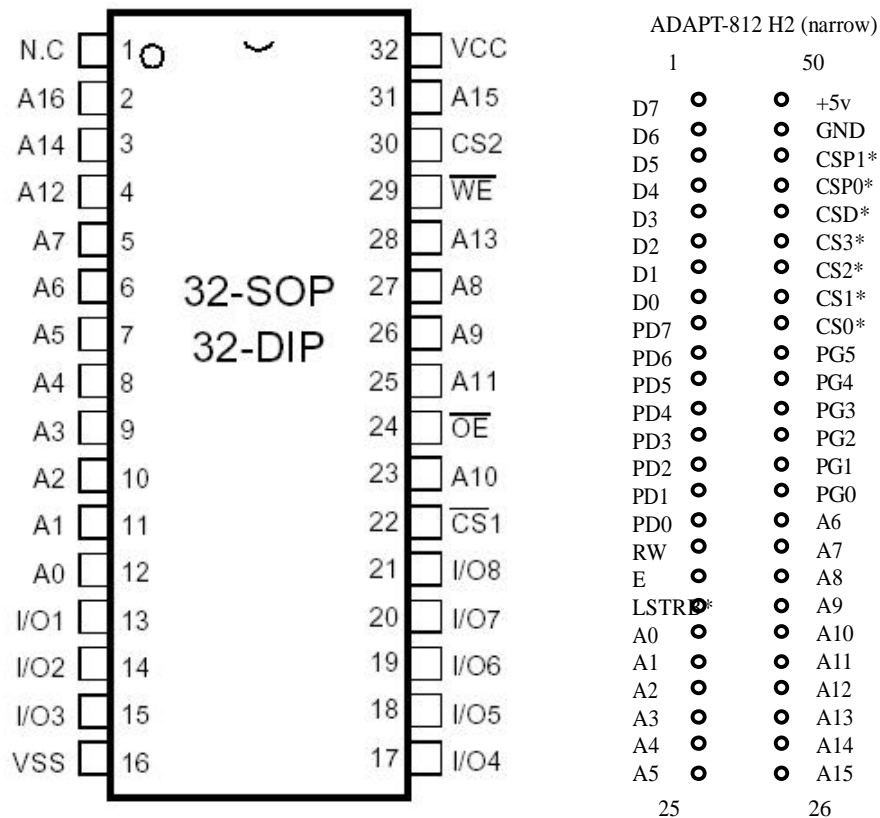 N.C 1 32 VCC
A16 2 31 A15
A14 3 30 CS2
A12 4 29 WE
A7 5 28 A13
A6 6 27 A8
A5 7 26 A9
A4 8 25 A11
A3 9 24 OE
A2 10 23 A10
A1 11 22 CS1
A0 12 21 I/O8
I/O1 13 20 I/O7
I/O2 14 19 I/O6
I/O3 15 18 I/O5
VSS 16 17 I/O4
32-SOP
32-DIP
ADAPT-812 H2 (narrow)
1 50
D7 +5v
D6 GND
D5 CSP1*
D4 CSP0*
D3 CSD*
D2 CS3*
D1 CS2*
D0 CS1*
PD7 CS0*
PD6 PG5
PD5 PG4
PD4 PG3
PD3 PG2
PD2 PG1
PD1 PG0
PD0 A6
RW A7
E A8
LSTRB* A9
A0 A10
A1 A11
A2 A12
A3 A13
A4 A14
A5 A15
25 26